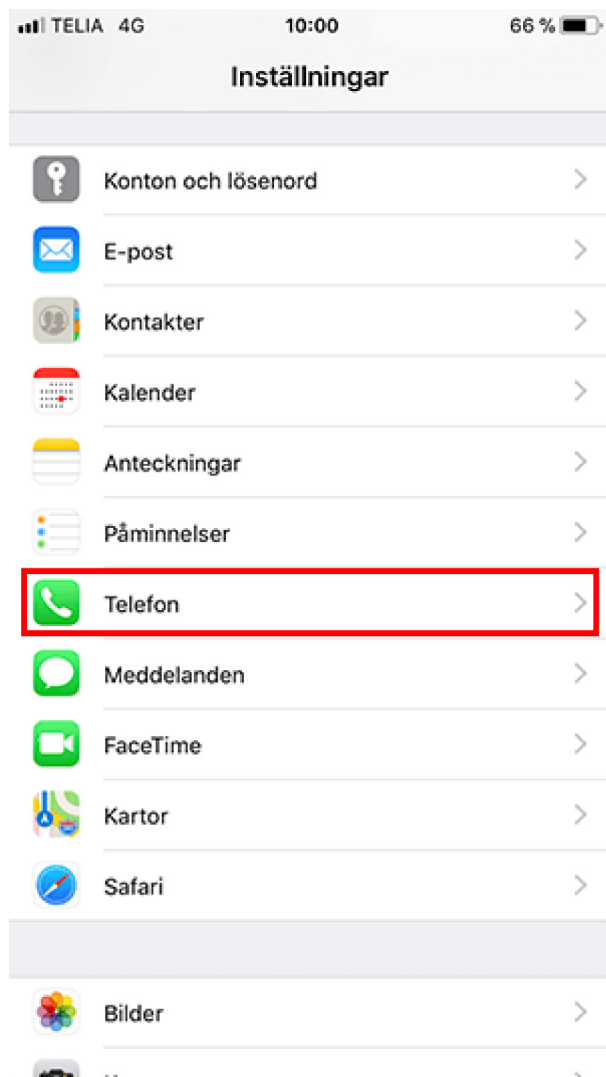 TELIA 4G 10:00 66 %
Inställningar
Konton och lösenord
E-post
Kontakter
Kalender
Anteckningar
Påminnelser
Telefon
Meddelanden
FaceTime
Kartor
Safari
Bilder